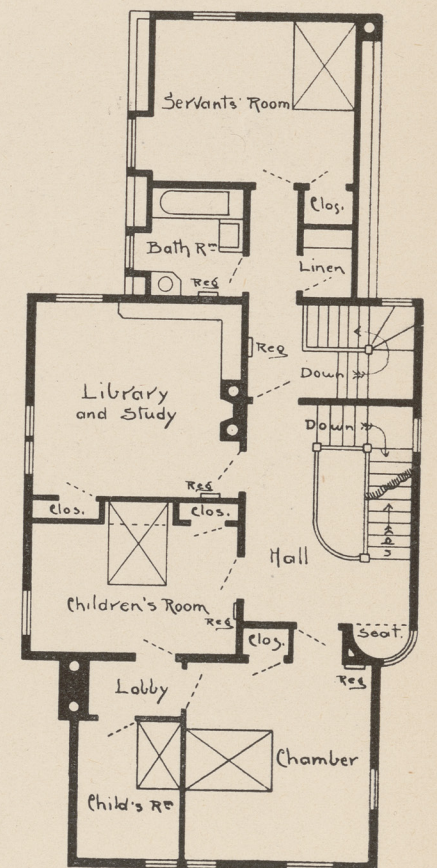 Servants' Room
Clos.
Bath Rm
Linen
Reg
Reg
Down
Library
and Study
Down
Reg
Clos.
Clos.
Up
Hall
Children's Room
Reg
Clos.
Seat.
Reg
Lobby
Chamber
Child's Rm